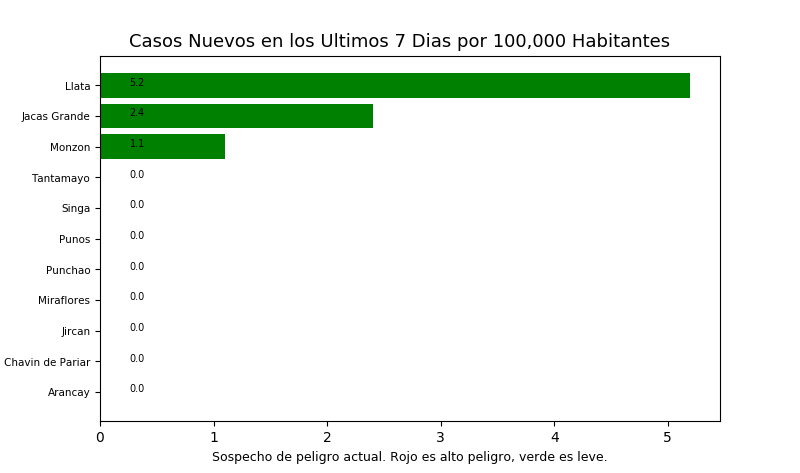 Casos Nuevos en los Ultimos 7 Dias por 100,000 Habitantes
Llata 5.2
Jacas Grande 2.4
Monzon 1.1
Tantamayo 0.0
Singa 0.0
Punos 0.0
Punchao 0.0
Miraflores 0.0
Jircan 0.0
Chavin de Pariar 0.0
Arancay 0.0
0 1 2 3 4 5
Sospecho de peligro actual. Rojo es alto peligro, verde es leve.